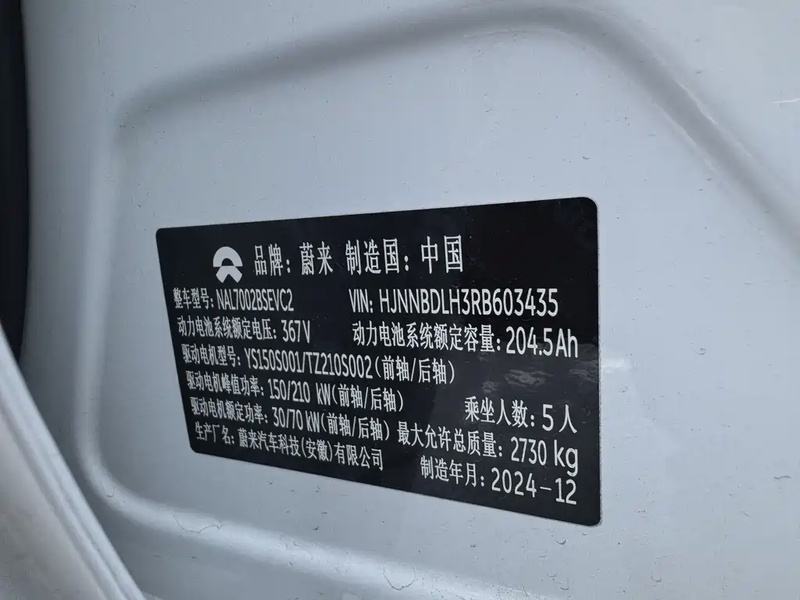 品牌: 蔚来 制造国: 中国
整车型号: NAL7002BSEVC2 VIN: HJNNBDLH3RB603435
动力电池系统额定电压: 367V 动力电池系统额定容量: 204.5Ah
驱动电机型号: YS150S001/TZ210S002(前轴/后轴)
驱动电机峰值功率: 150/210 kW(前轴/后轴) 乘坐人数: 5人
驱动电机额定功率: 30/70 kW(前轴/后轴) 最大允许总质量: 2730 kg
生产厂名: 蔚来汽车科技(安徽)有限公司 制造年月: 2024-12